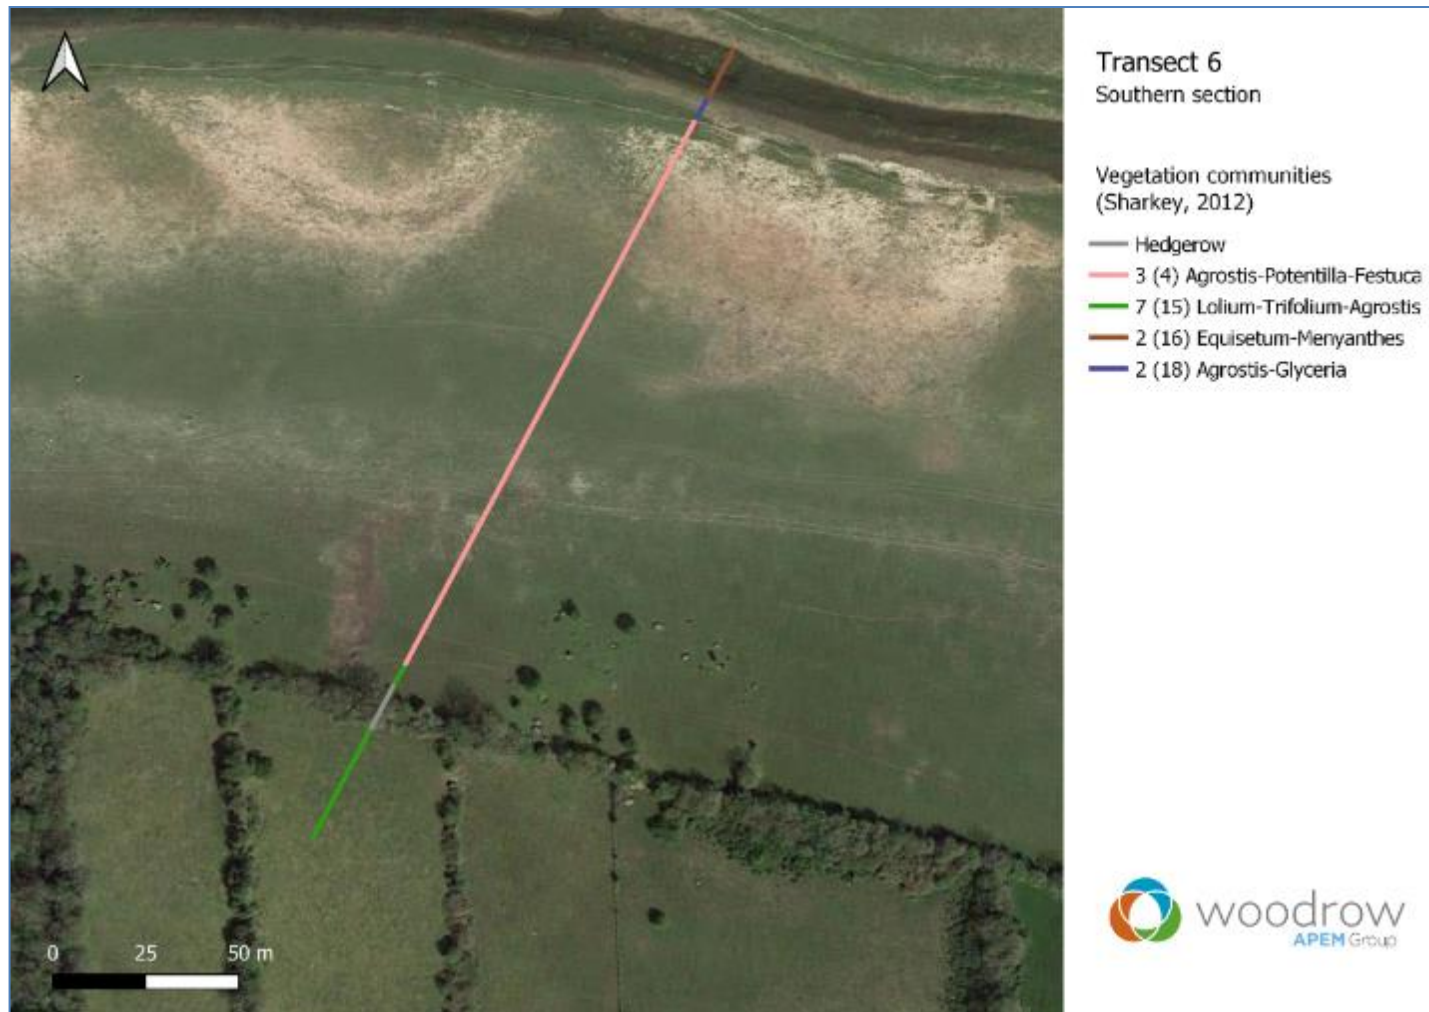 Transect 6
Southern section
Vegetation communities
(Sharkey, 2012)
Hedgerow
3 (4) Agrostis-Potentilla-Festuca
7 (15) Lolium-Trifolium-Agrostis
2 (16) Equisetum-Menyanthes
2 (18) Agrostis-Glyceria
0 25 50 m
woodrow
APEM Group